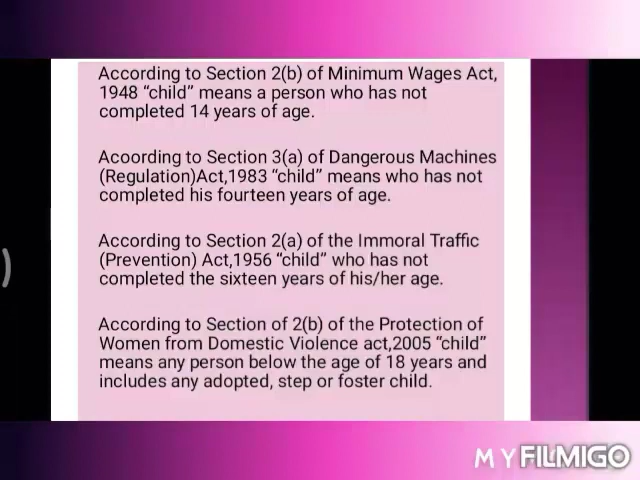 According to Section 2(b) of Minimum Wages Act,
1948 “child” means a person who has not
completed 14 years of age.
Acoording to Section 3(a) of Dangerous Machines
(Regulation)Act,1983 “child” means who has not
completed his fourteen years of age.
According to Section 2(a) of the Immoral Traffic
(Prevention) Act,1956 “child” who has not
completed the sixteen years of his/her age.
According to Section of 2(b) of the Protection of
Women from Domestic Violence act,2005 “child”
means any person below the age of 18 years and
includes any adopted, step or foster child.
FILMIGO